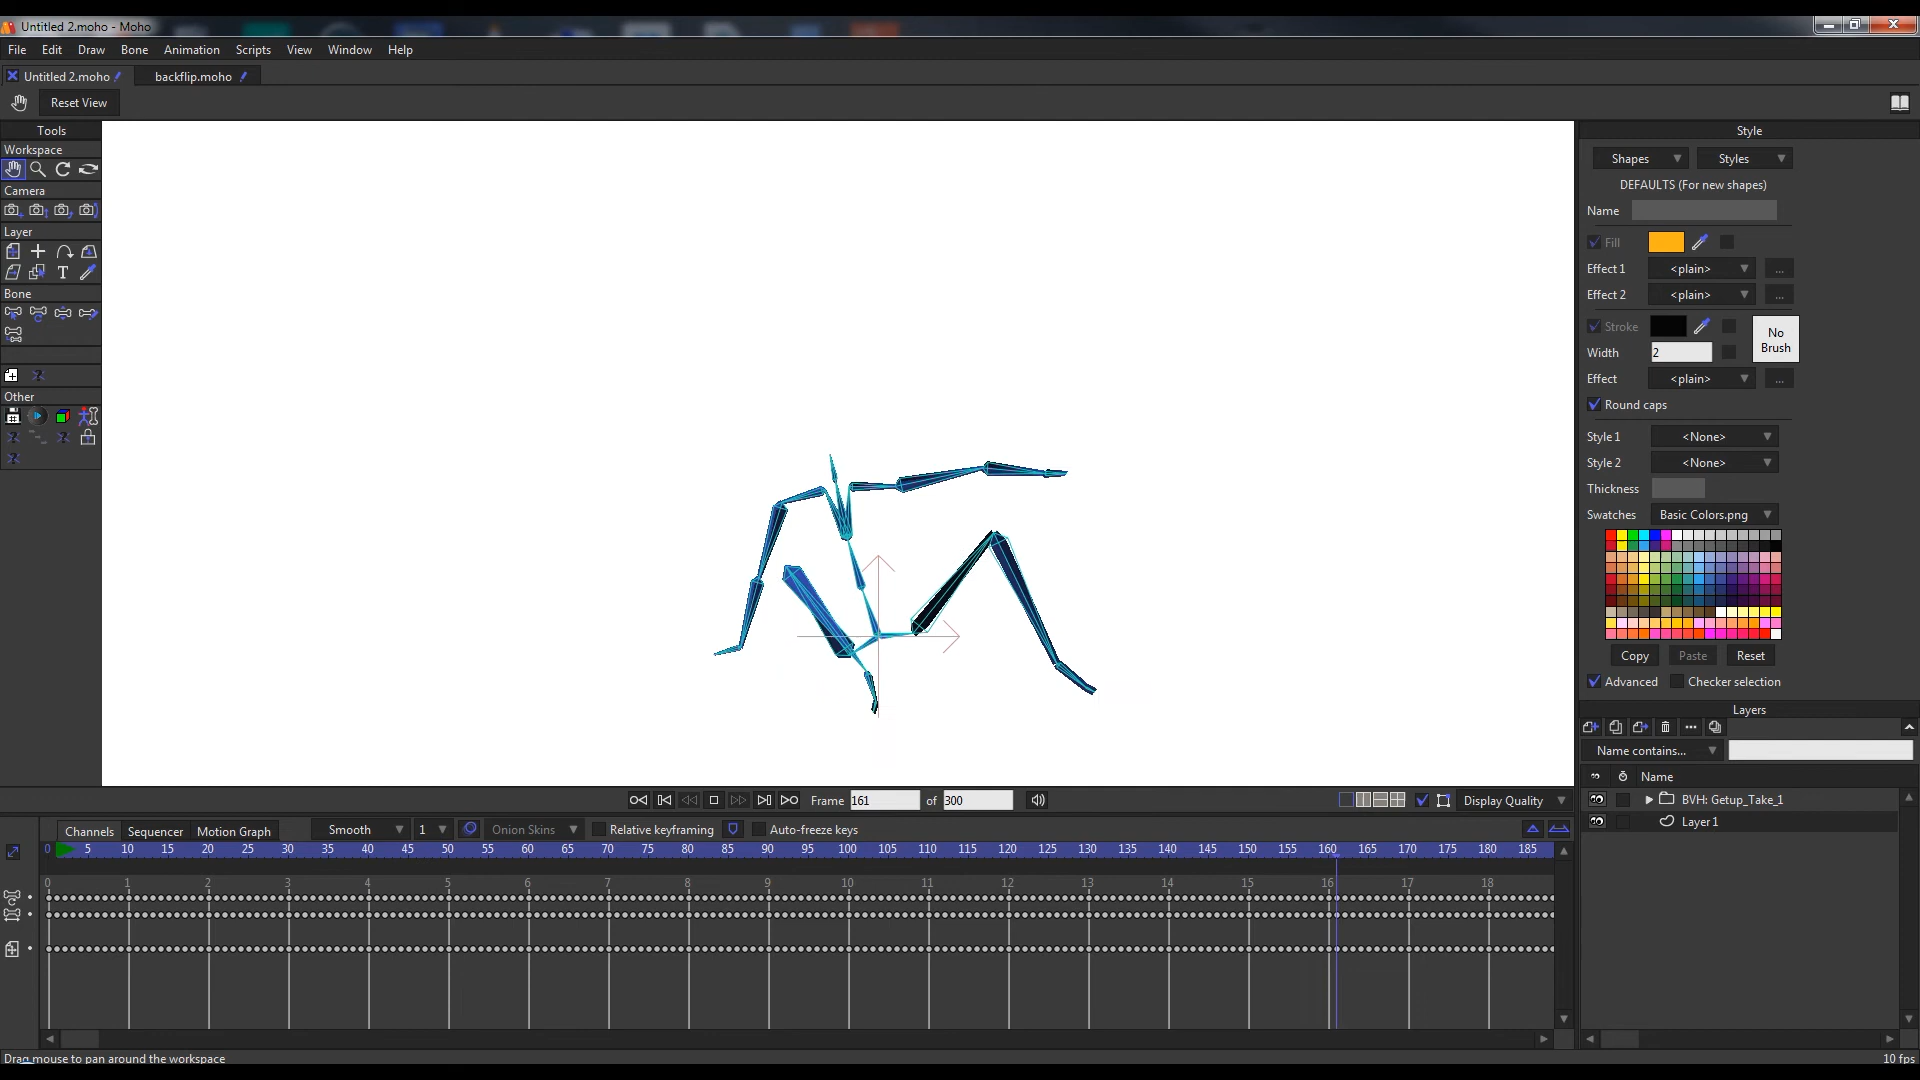 Untitled 2.moho - Moho
File Edit Draw Bone Animation Scripts View Window Help
Untitled 2.moho backflip.moho
Reset View
Tools
Workspace
Camera
Layer
T
Bone
Other
Style
Shapes Styles
DEFAULTS (For new shapes)
Name
Fill
Effect 1 <plain> ...
Effect 2 <plain> ...
Stroke
No Brush
Width 2
Effect <plain> ...
Round caps
Style 1 <None>
Style 2 <None>
Thickness
Swatches Basic Colors.png
Copy Paste Reset
Advanced Checker selection
Layers
Name contains...
Name
BVH: Getup_Take_1
Layer 1
Frame 161 of 300 Display Quality
Channels Sequencer Motion Graph Smooth 1 Onion Skins Relative keyframing Auto-freeze keys
0 5 10 15 20 25 30 35 40 45 50 55 60 65 70 75 80 85 90 95 100 105 110 115 120 125 130 135 140 145 150 155 160 165 170 175 180 185
0 1 2 3 4 5 6 7 8 9 10 11 12 13 14 15 16 17 18
Drag mouse to pan around the workspace
10 fps